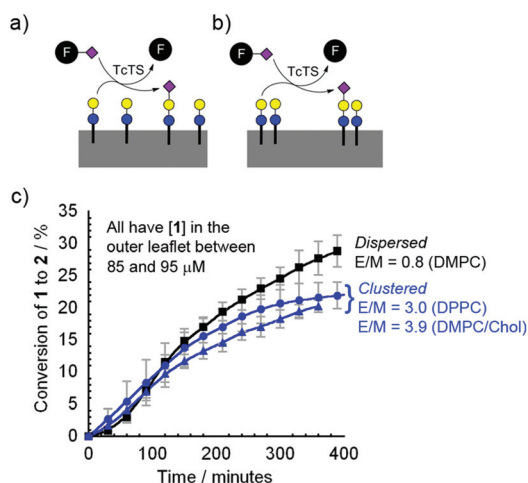 a)
b)
F
F
TcTS
F
F
TcTS
c)
Conversion of 1 to 2 / %
35
30
25
20
15
10
5
0
All have [1] in the
outer leaflet between
85 and 95 µM
Dispersed
E/M = 0.8 (DMPC)
Clustered
E/M = 3.0 (DPPC)
E/M = 3.9 (DMPC/Chol)
0
100
200
300
400
Time / minutes